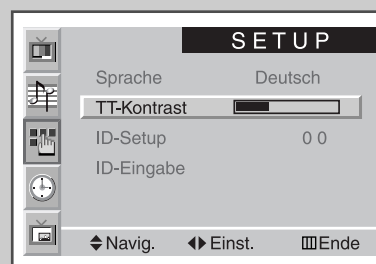 SETUP
Sprache Deutsch
TT-Kontrast
ID-Setup 0 0
ID-Eingabe
Navig. Einst. Ende